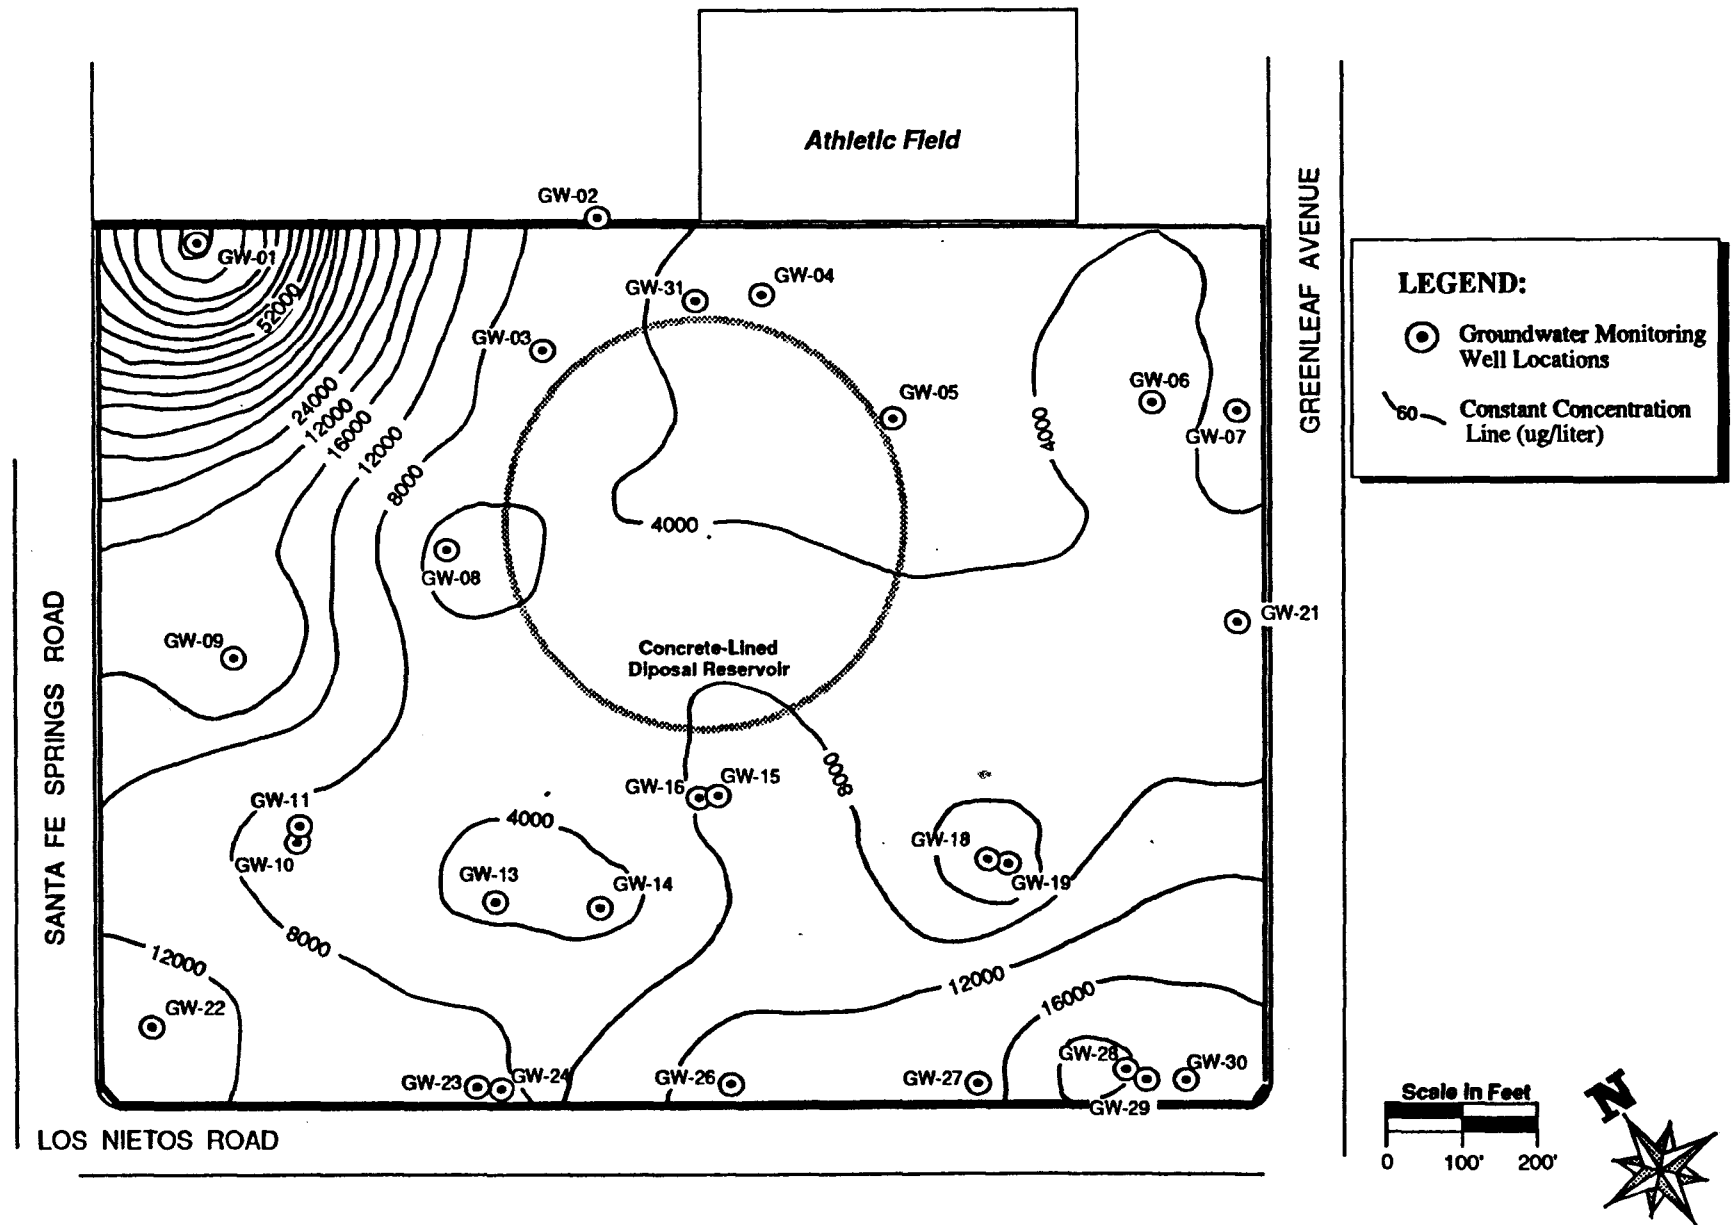 Athletic Field
GW-02
GW-01
52000
GW-31
GW-04
GW-03
GREENLEAF AVENUE
LEGEND:
Groundwater Monitoring
Well Locations
60
Constant Concentration
Line (ug/liter)
24000
12000
16000
12000
8000
GW-05
GW-06
GW-07
4000
4000
GW-08
GW-09
GW-21
Concrete-Lined
Diposal Reservoir
SANTA FE SPRINGS ROAD
GW-16
GW-15
8000
GW-11
GW-10
4000
GW-13
GW-14
GW-18
GW-19
8000
12000
12000
16000
GW-22
GW-23
GW-24
GW-26
GW-27
GW-28
GW-30
GW-29
LOS NIETOS ROAD
Scale in Feet
0 100' 200'
N